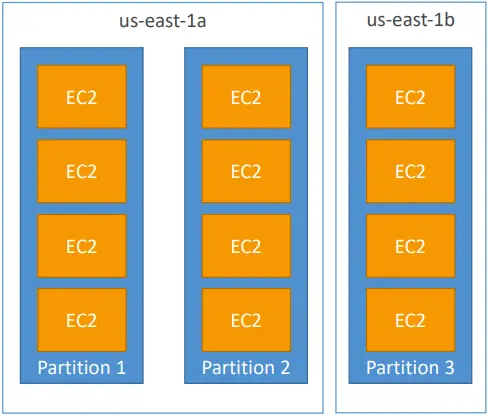 us-east-1a
EC2
EC2
EC2
EC2
Partition 1
EC2
EC2
EC2
EC2
Partition 2
us-east-1b
EC2
EC2
EC2
EC2
Partition 3